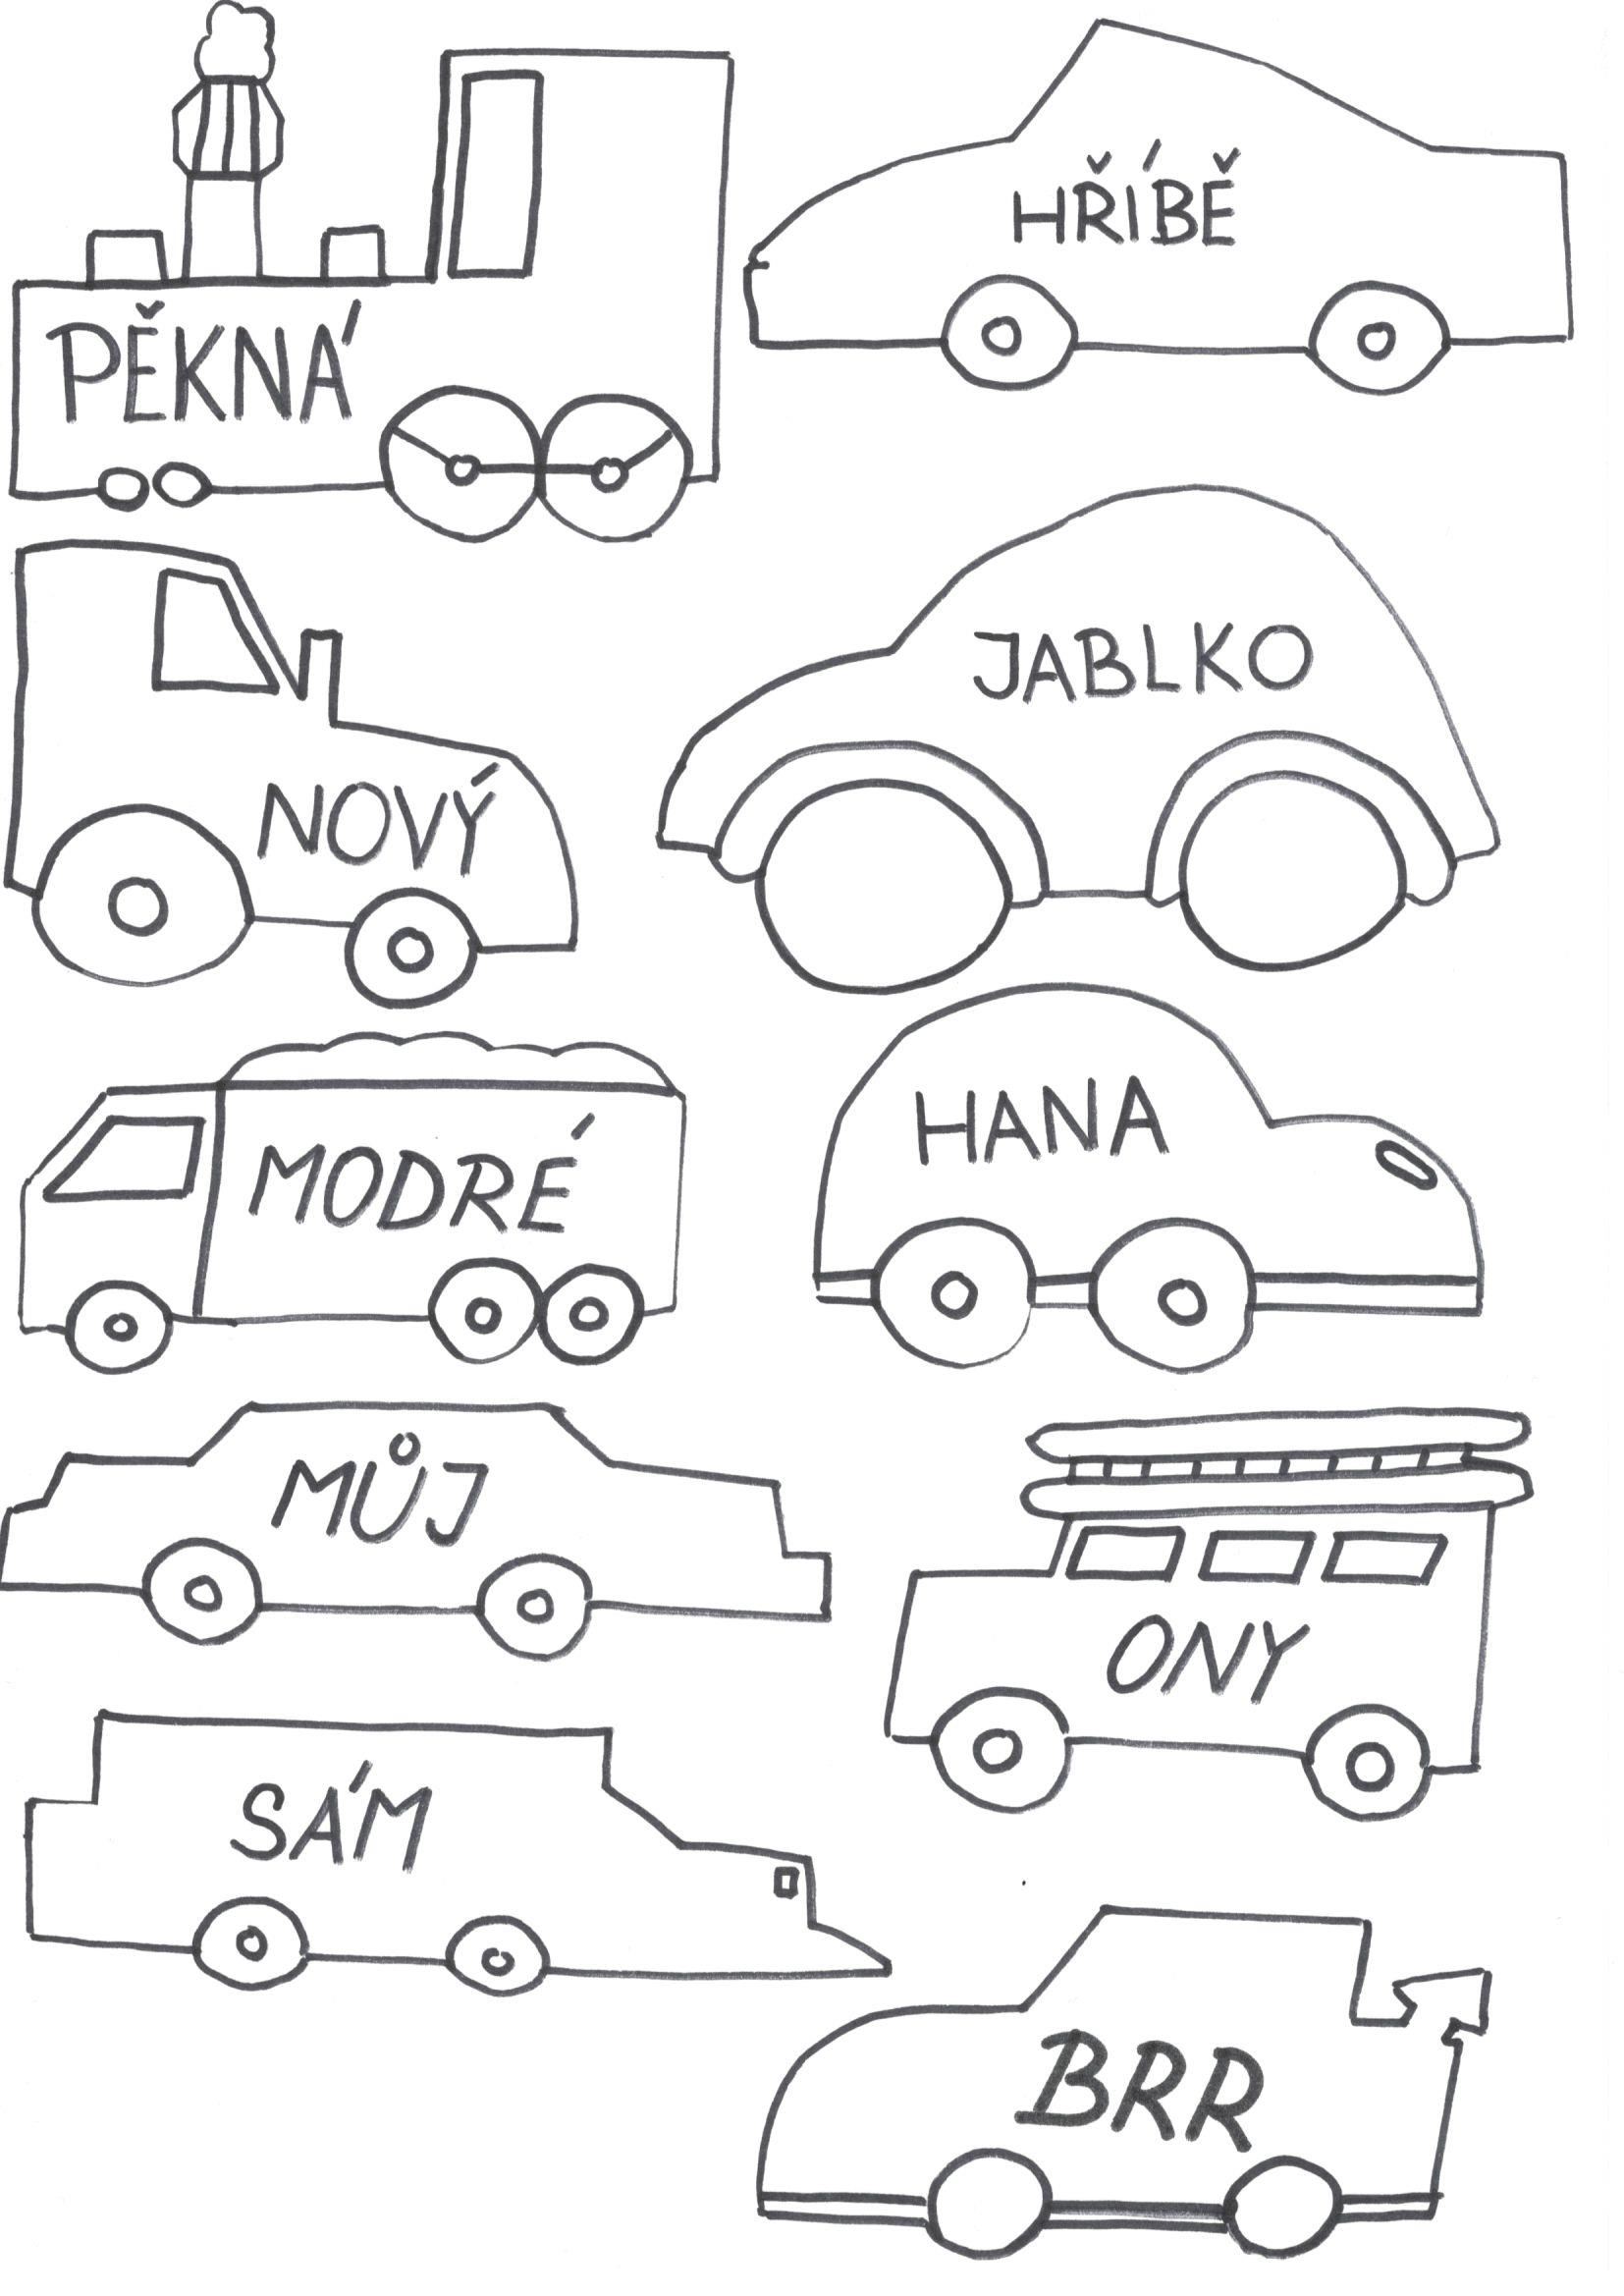 PĚKNÁ
HŘÍBĚ
NOVÝ
JABLKO
MODRÉ
HANA
MŮJ
ONY
SÁM
BRR